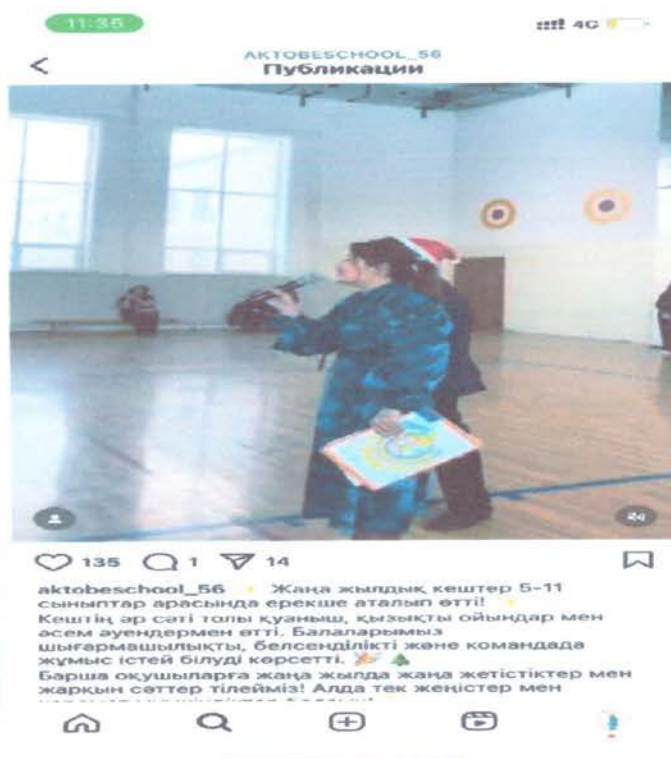 11:35
4G
AKTOBESCHOOL_56
Публикации
135
1
14
aktobeschool_56 Жаңа жылдық кештер 5-11
сыныптар арасында ерекше аталып өтті!
Кештің әр сәті толы қуаныш, қызықты ойындар мен
әсем әуендермен өтті. Балаларымыз
шығармашылықты, белсенділікті және командада
жұмыс істей білуді көрсетті.
Барша оқушыларға жаңа жылда жаңа жетістіктер мен
жарқын сәттер тілейміз! Алда тек жеңістер мен